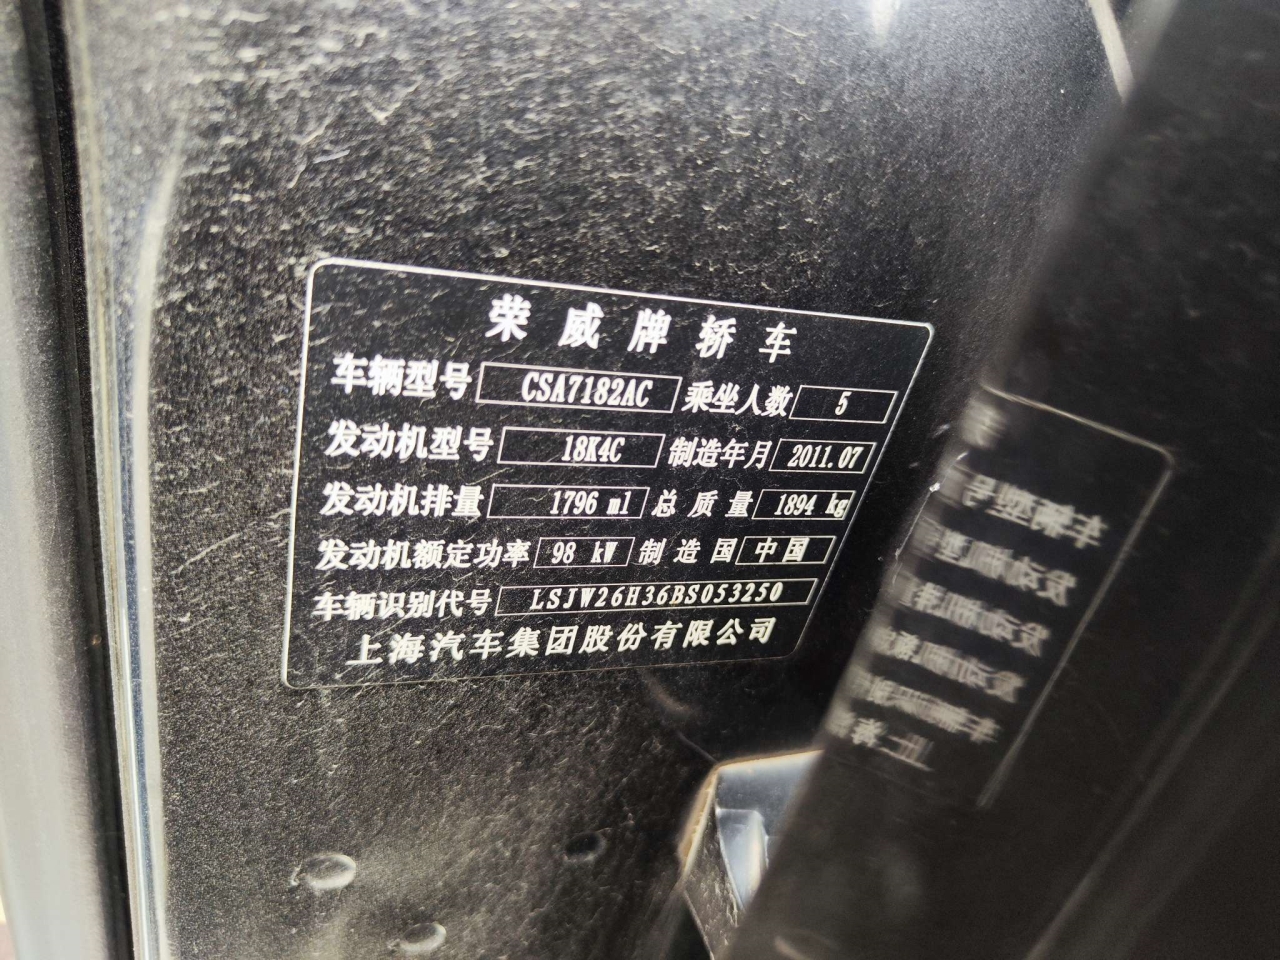 荣威牌轿车
车辆型号 CSA7182AC 乘坐人数 5
发动机型号 18K4C 制造年月 2011.07
发动机排量 1796 ml 总质量 1894 kg
发动机额定功率 98 kW 制造国 中国
车辆识别代号 LSJW26H36BS053250
上海汽车集团股份有限公司